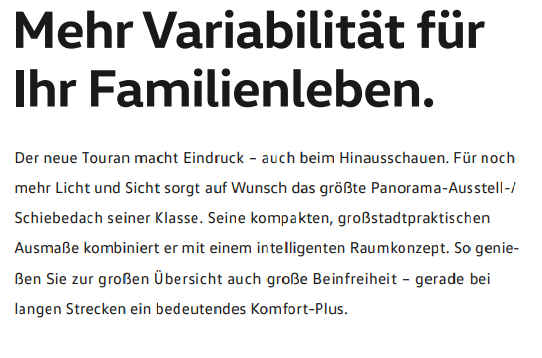 Mehr Variabilität für
Ihr Familienleben.
Der neue Touran macht Eindruck – auch beim Hinausschauen. Für noch
mehr Licht und Sicht sorgt auf Wunsch das größte Panorama-Ausstell-/
Schiebedach seiner Klasse. Seine kompakten, großstadtpraktischen
Ausmaße kombiniert er mit einem intelligenten Raumkonzept. So genie-
ßen Sie zur großen Übersicht auch große Beinfreiheit – gerade bei
langen Strecken ein bedeutendes Komfort-Plus.